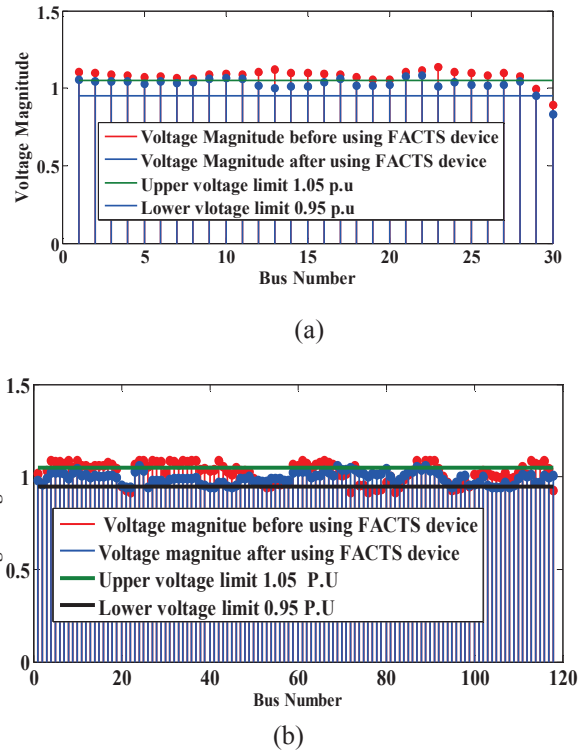 1.5
1
0.5
0
Voltage Magnitude
Voltage Magnitude before using FACTS device
Voltage Magnitude after using FACTS device
Upper voltage limit 1.05 p.u
Lower vlotage limit 0.95 p.u
0 5 10 15 20 25 30
Bus Number
(a)
1.5
1
0.5
0
Voltage magnitue before using FACTS device
Voltage magnitue after using FACTS device
Upper voltage limit 1.05 P.U
Lower voltage limit 0.95 P.U
0 20 40 60 80 100 120
Bus Number
(b)